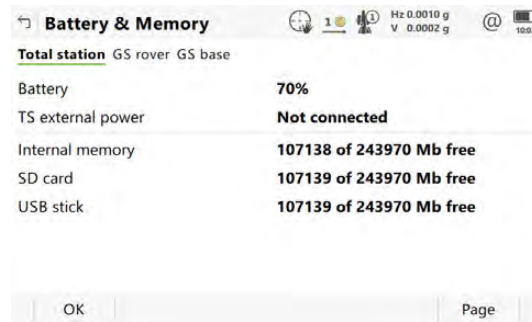 Battery & Memory
1
1
Hz 0.0010 g
V 0.0002 g
@
Total station GS rover GS base
Battery 70%
TS external power Not connected
Internal memory 107138 of 243970 Mb free
SD card 107139 of 243970 Mb free
USB stick 107139 of 243970 Mb free
OK Page